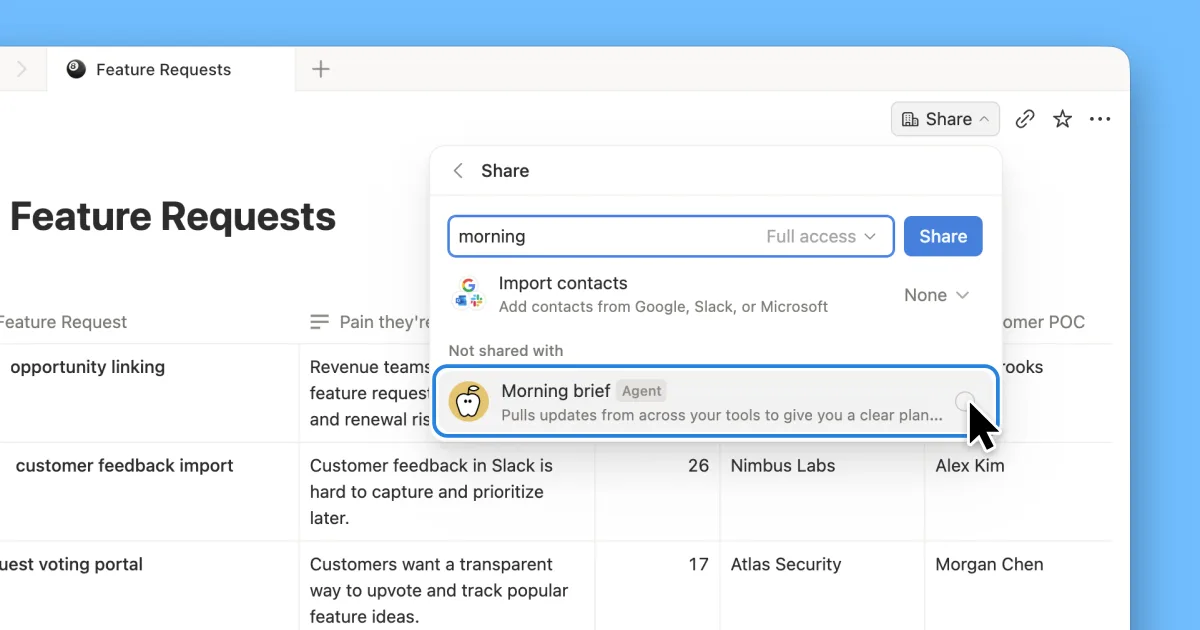 Feature Requests
Share
Share
Feature Requests
morning
Full access
Share
Import contacts
Add contacts from Google, Slack, or Microsoft
None
Not shared with
Morning brief
Agent
Pulls updates from across your tools to give you a clear plan...
Feature Request
Pain they'r
omer POC
opportunity linking
Revenue teams
feature request
and renewal ris
rooks
customer feedback import
Customer feedback in Slack is
hard to capture and prioritize
later.
26
Nimbus Labs
Alex Kim
uest voting portal
Customers want a transparent
way to upvote and track popular
feature ideas.
17
Atlas Security
Morgan Chen